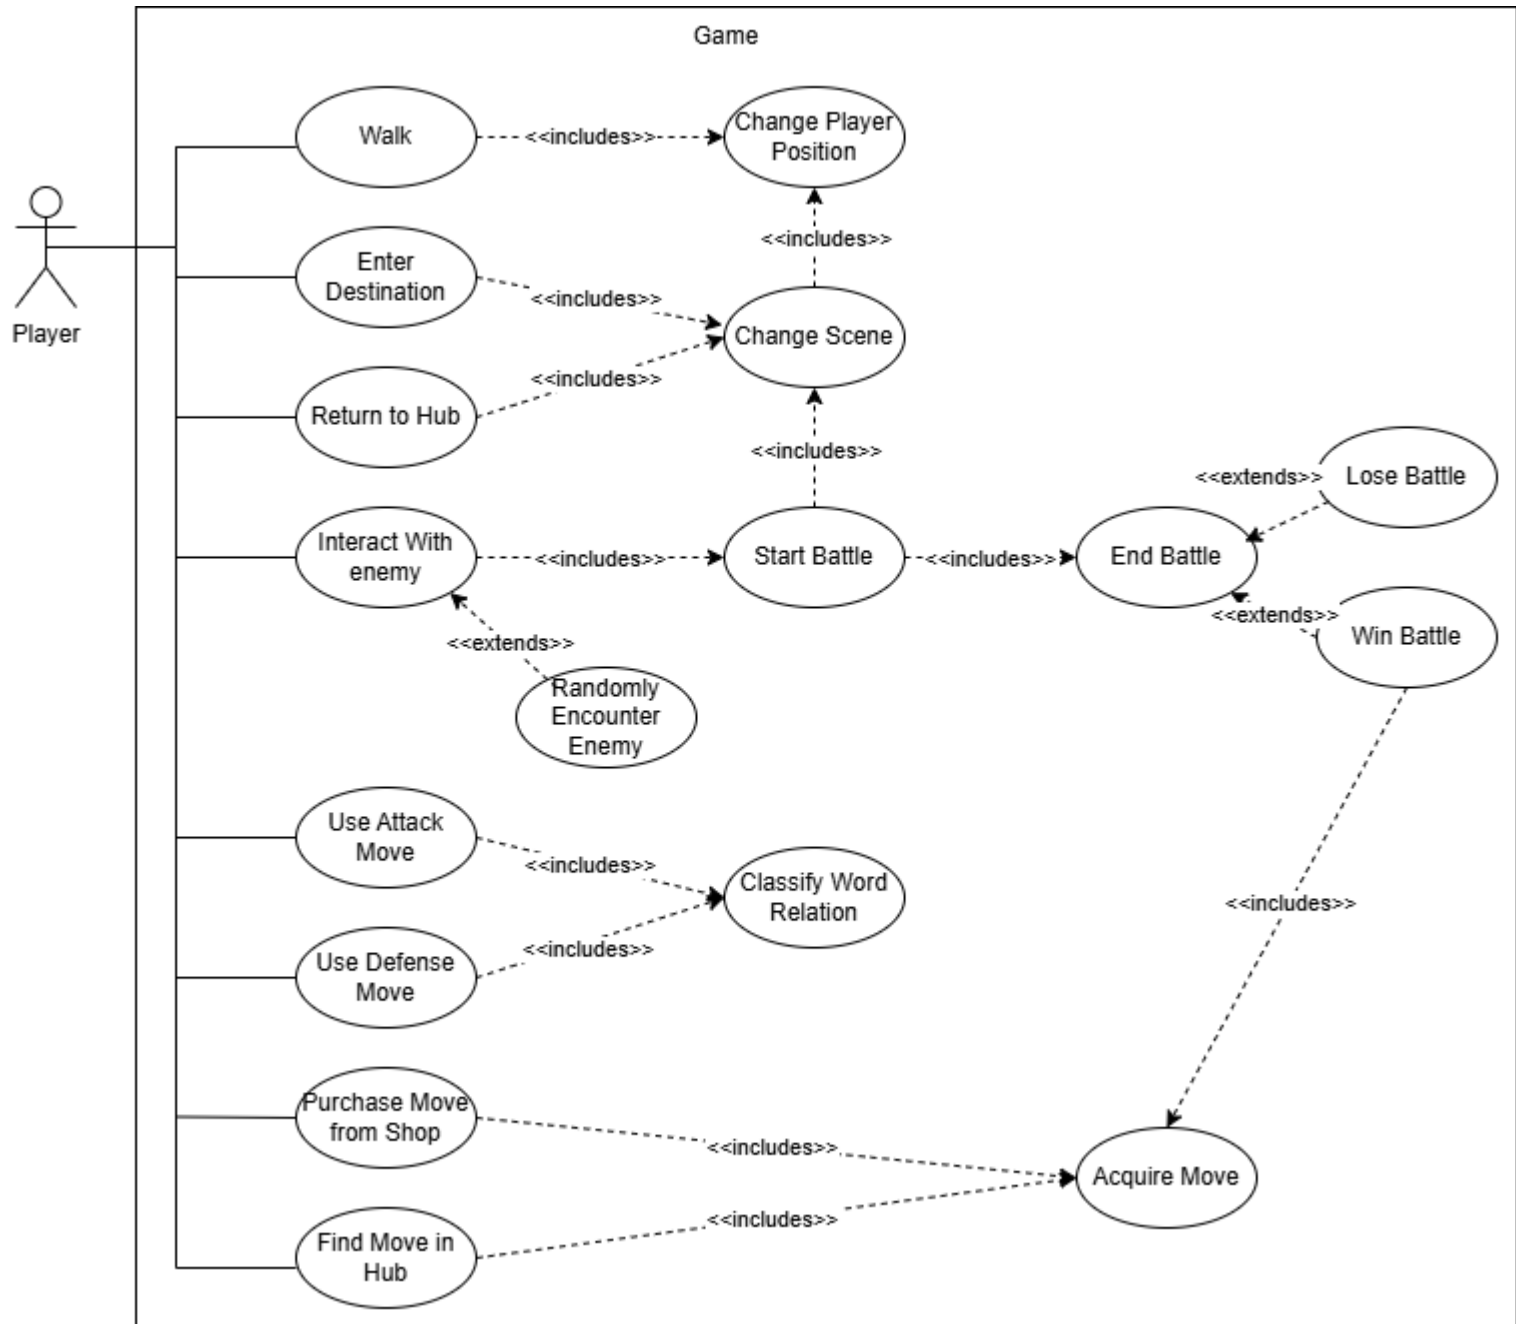 Game
Walk
<<includes>>
Change Player
Position
Player
<<includes>>
Enter
Destination
<<includes>>
Change Scene
Return to Hub
<<includes>>
<<includes>>
Interact With
enemy
<<includes>>
Start Battle
<<includes>>
End Battle
<<extends>>
Lose Battle
<<extends>>
Win Battle
<<extends>>
Randomly
Encounter
Enemy
Use Attack
Move
<<includes>>
Classify Word
Relation
Use Defense
Move
<<includes>>
<<includes>>
Purchase Move
from Shop
<<includes>>
Acquire Move
Find Move in
Hub
<<includes>>